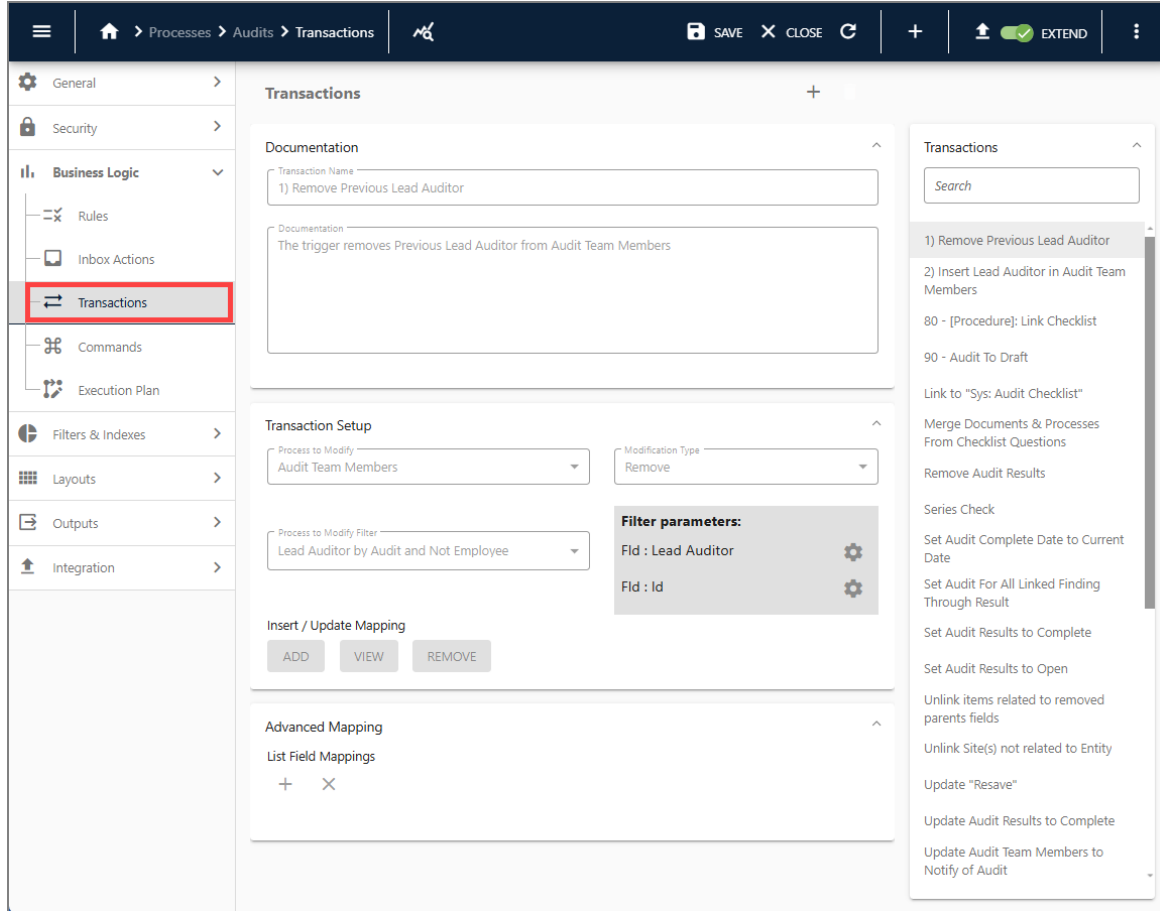 Processes Audits Transactions
SAVE CLOSE EXTEND
General
Security
Business Logic
Rules
Inbox Actions
Transactions
Commands
Execution Plan
Filters & Indexes
Layouts
Outputs
Integration
Transactions
Documentation
Transaction Name
1) Remove Previous Lead Auditor
Documentation
The trigger removes Previous Lead Auditor from Audit Team Members
Transaction Setup
Process to Modify
Audit Team Members
Modification Type
Remove
Process to Modify Filter
Lead Auditor by Audit and Not Employee
Filter parameters:
Fld : Lead Auditor
Fld : Id
Insert / Update Mapping
ADD VIEW REMOVE
Advanced Mapping
List Field Mappings
Transactions
Search
1) Remove Previous Lead Auditor
2) Insert Lead Auditor in Audit Team
Members
80 - [Procedure]: Link Checklist
90 - Audit To Draft
Link to "Sys: Audit Checklist"
Merge Documents & Processes
From Checklist Questions
Remove Audit Results
Series Check
Set Audit Complete Date to Current
Date
Set Audit For All Linked Finding
Through Result
Set Audit Results to Complete
Set Audit Results to Open
Unlink items related to removed
parents fields
Unlink Site(s) not related to Entity
Update "Resave"
Update Audit Results to Complete
Update Audit Team Members to
Notify of Audit